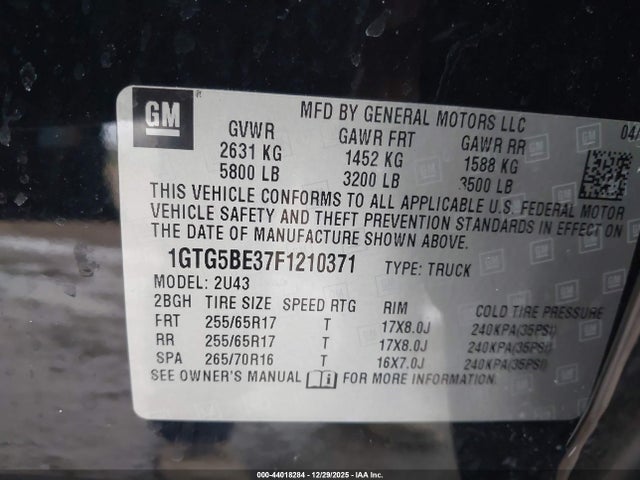 GM
MFD BY GENERAL MOTORS LLC
GVWR GAWR FRT GAWR RR
2631 KG 1452 KG 1588 KG
5800 LB 3200 LB 3500 LB
THIS VEHICLE CONFORMS TO ALL APPLICABLE U.S. FEDERAL MOTOR
VEHICLE SAFETY AND THEFT PREVENTION STANDARDS IN EFFECT ON
THE DATE OF MANUFACTURE SHOWN ABOVE.
1GTG5BE37F1210371 TYPE: TRUCK
MODEL: 2U43
2BGH TIRE SIZE SPEED RTG RIM COLD TIRE PRESSURE
FRT 255/65R17 T 17X8.0J 240KPA(35PSI)
RR 255/65R17 T 17X8.0J 240KPA(35PSI)
SPA 265/70R16 T 16X7.0J 240KPA(35PSI)
SEE OWNER'S MANUAL FOR MORE INFORMATION.
000-44018284 - 12/29/2025 - IAA Inc.